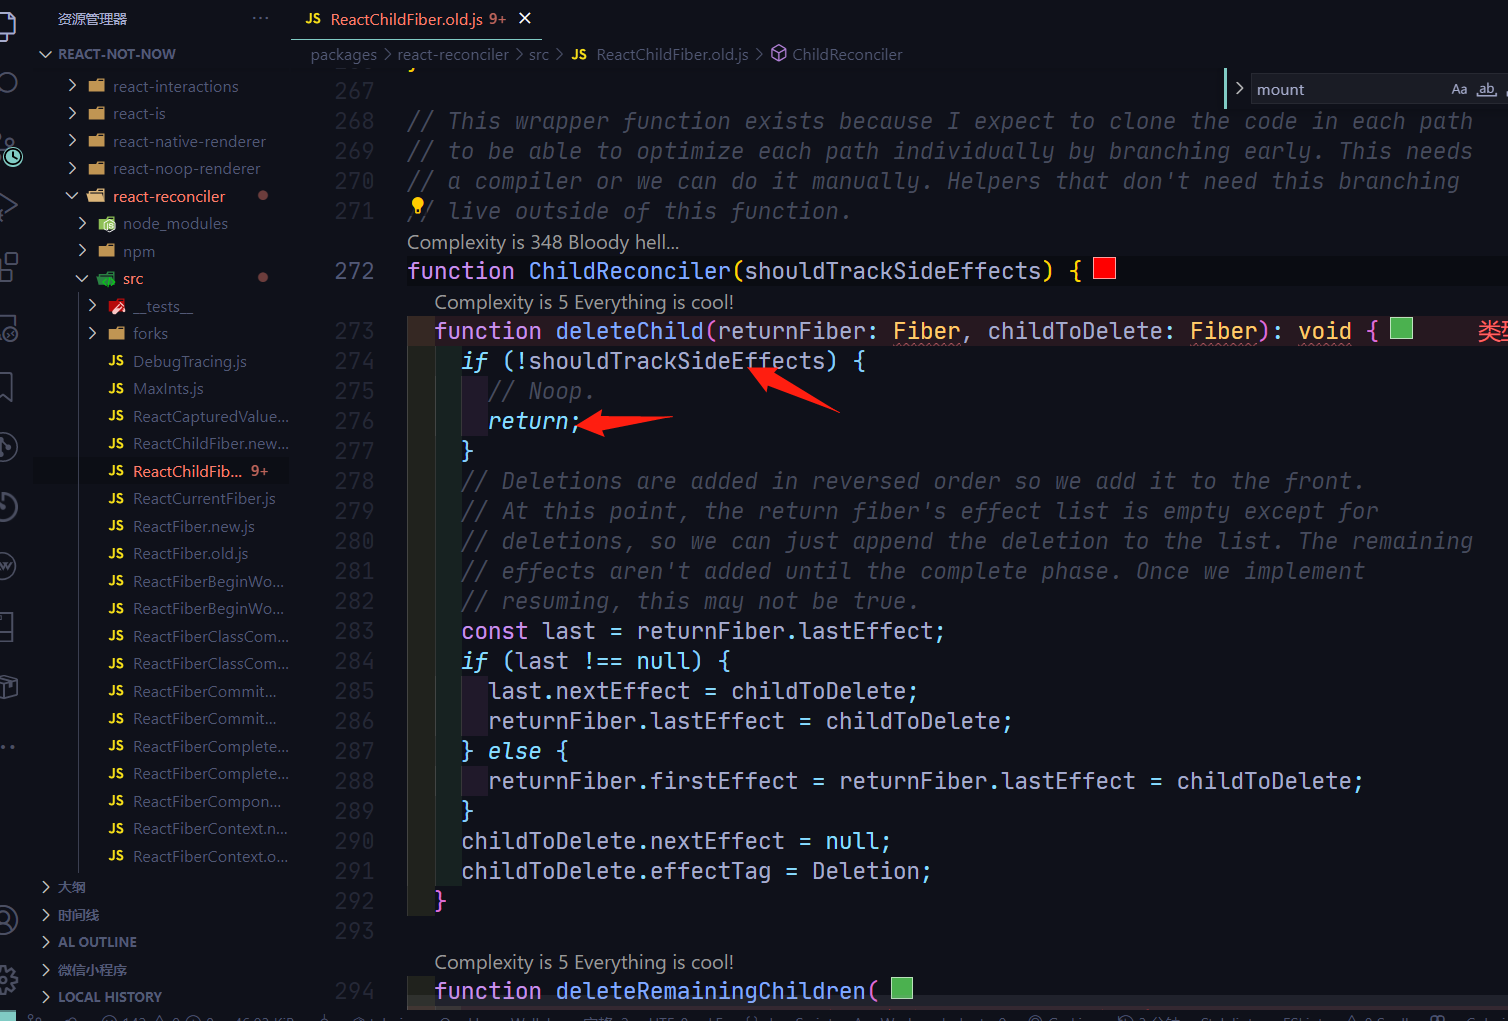 资源管理器 ···
REACT-NOT-NOW
react-interactions
react-is
react-native-renderer
react-noop-renderer
react-reconciler
node_modules
npm
src
__tests__
forks
JS DebugTracing.js
JS MaxInts.js
JS ReactCapturedValue...
JS ReactChildFiber.new...
JS ReactChildFib... 9+
JS ReactCurrentFiber.js
JS ReactFiber.new.js
JS ReactFiber.old.js
JS ReactFiberBeginWo...
JS ReactFiberBeginWo...
JS ReactFiberClassCom...
JS ReactFiberClassCom...
JS ReactFiberCommit...
JS ReactFiberCommit...
JS ReactFiberComplete...
JS ReactFiberComplete...
JS ReactFiberCompon...
JS ReactFiberContext.n...
JS ReactFiberContext.o...
大纲
时间线
AL OUTLINE
微信小程序
LOCAL HISTORY
JS ReactChildFiber.old.js 9+
packages > react-reconciler > src > JS ReactChildFiber.old.js > ChildReconciler
mount Aa ab
267
268 // This wrapper function exists because I expect to clone the code in each path
269 // to be able to optimize each path individually by branching early. This needs
270 // a compiler or we can do it manually. Helpers that don't need this branching
271 // live outside of this function.
Complexity is 348 Bloody hell...
272 function ChildReconciler(shouldTrackSideEffects) {
Complexity is 5 Everything is cool!
273 function deleteChild(returnFiber: Fiber, childToDelete: Fiber): void { 类型
274 if (!shouldTrackSideEffects) {
275 // Noop.
276 return;
277 }
278 // Deletions are added in reversed order so we add it to the front.
279 // At this point, the return fiber's effect list is empty except for
280 // deletions, so we can just append the deletion to the list. The remaining
281 // effects aren't added until the complete phase. Once we implement
282 // resuming, this may not be true.
283 const last = returnFiber.lastEffect;
284 if (last !== null) {
285 last.nextEffect = childToDelete;
286 returnFiber.lastEffect = childToDelete;
287 } else {
288 returnFiber.firstEffect = returnFiber.lastEffect = childToDelete;
289 }
290 childToDelete.nextEffect = null;
291 childToDelete.effectTag = Deletion;
292 }
293
Complexity is 5 Everything is cool!
294 function deleteRemainingChildren(